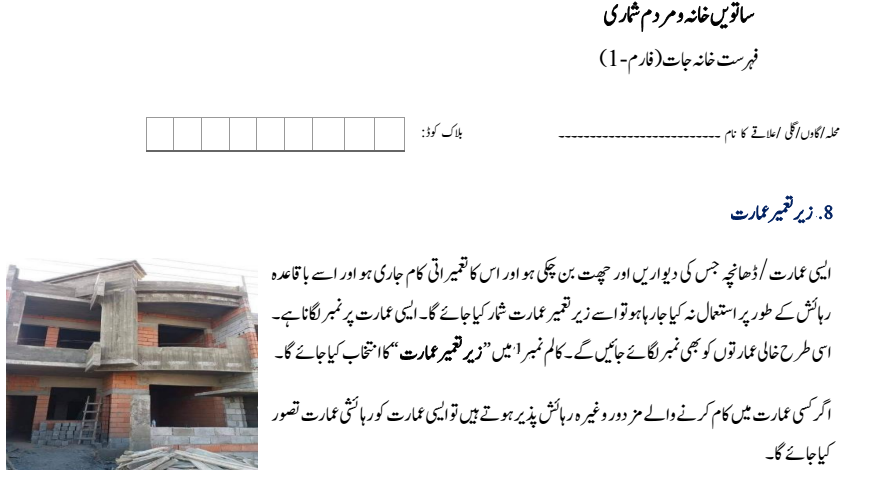 ساتویں خانہ و مردم شماری
فہرست خانہ جات (فارم-1)
محلہ/گاوں/گلی /علاقے کا نام --------------------------
بلاک کوڈ:
8. زیر تعمیر عمارت
ایسی عمارت / ڈھانچہ جس کی دیواریں اور چھت بن چکی ہو اور اس کا تعمیراتی کام جاری ہو اور اسے باقاعدہ
رہائش کے طور پر استعمال نہ کیا جا رہا ہو تو اسے زیر تعمیر عمارت شمار کیا جائے گا۔ ایسی عمارت پر نمبر لگانا ہے۔
اسی طرح خالی عمارتوں کو بھی نمبر لگائے جائیں گے۔ کالم نمبر 1 میں ”زیر تعمیر عمارت“ کا انتخاب کیا جائے گا۔
اگر کسی عمارت میں کام کرنے والے مزدور وغیرہ رہائش پذیر ہوتے ہیں تو ایسی عمارت کو رہائشی عمارت تصور
کیا جائے گا۔